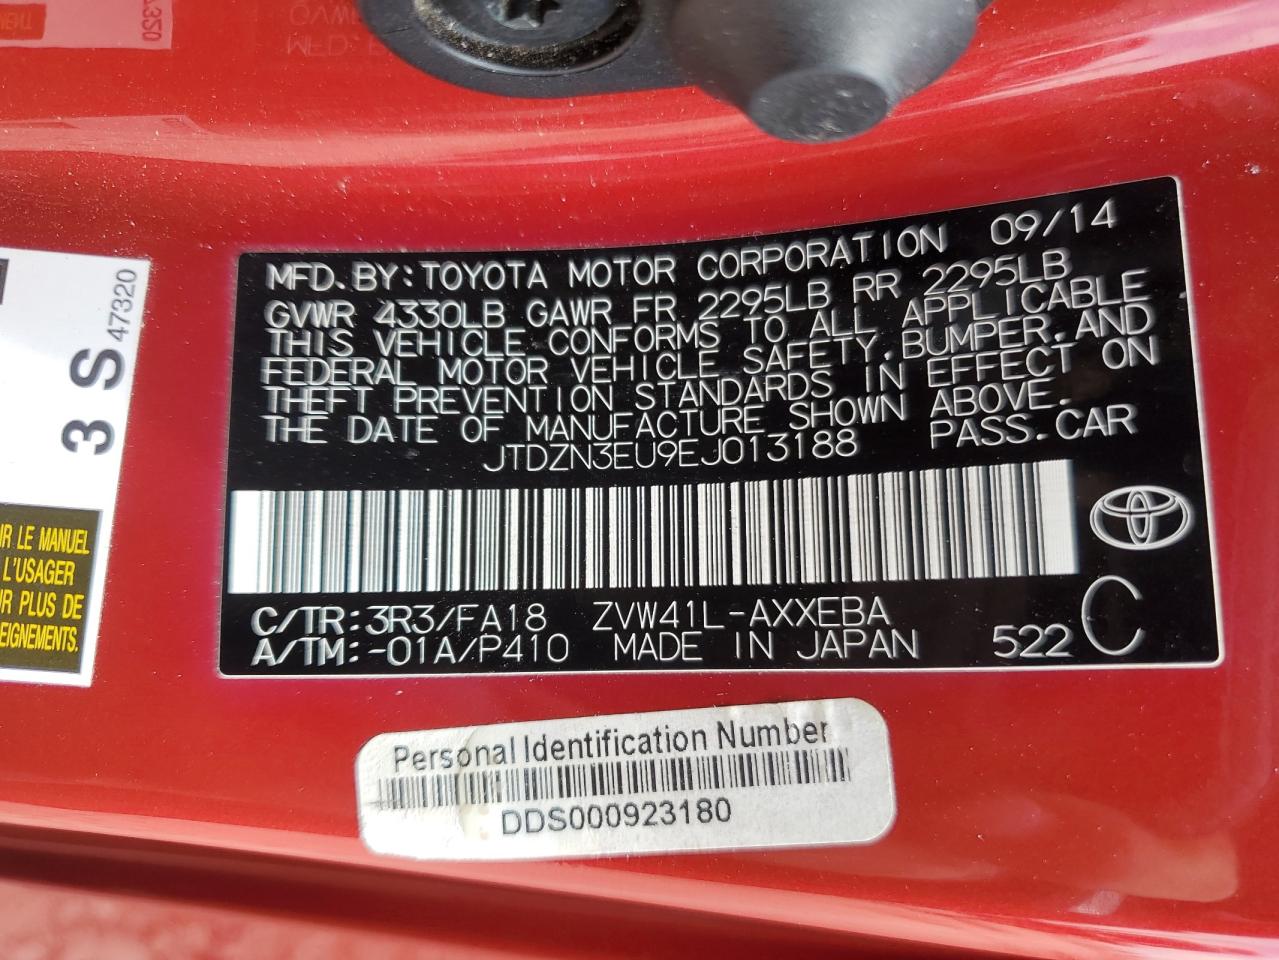 MFD.BY:TOYOTA MOTOR CORPORATION 09/14
GVWR 4330LB GAWR FR 2295LB RR 2295LB
THIS VEHICLE CONFORMS TO ALL APPLICABLE
FEDERAL MOTOR VEHICLE SAFETY,BUMPER,AND
THEFT PREVENTION STANDARDS IN EFFECT ON
THE DATE OF MANUFACTURE SHOWN ABOVE.
JTDZN3EU9EJ013188 PASS.CAR
C/TR:3R3/FA18 ZVW41L-AXXEBA
A/TM:-01A/P410 MADE IN JAPAN 522 C
Personal Identification Number
DDS000923180
3 S 47320
LE MANUEL
L'USAGER
PLUS DE